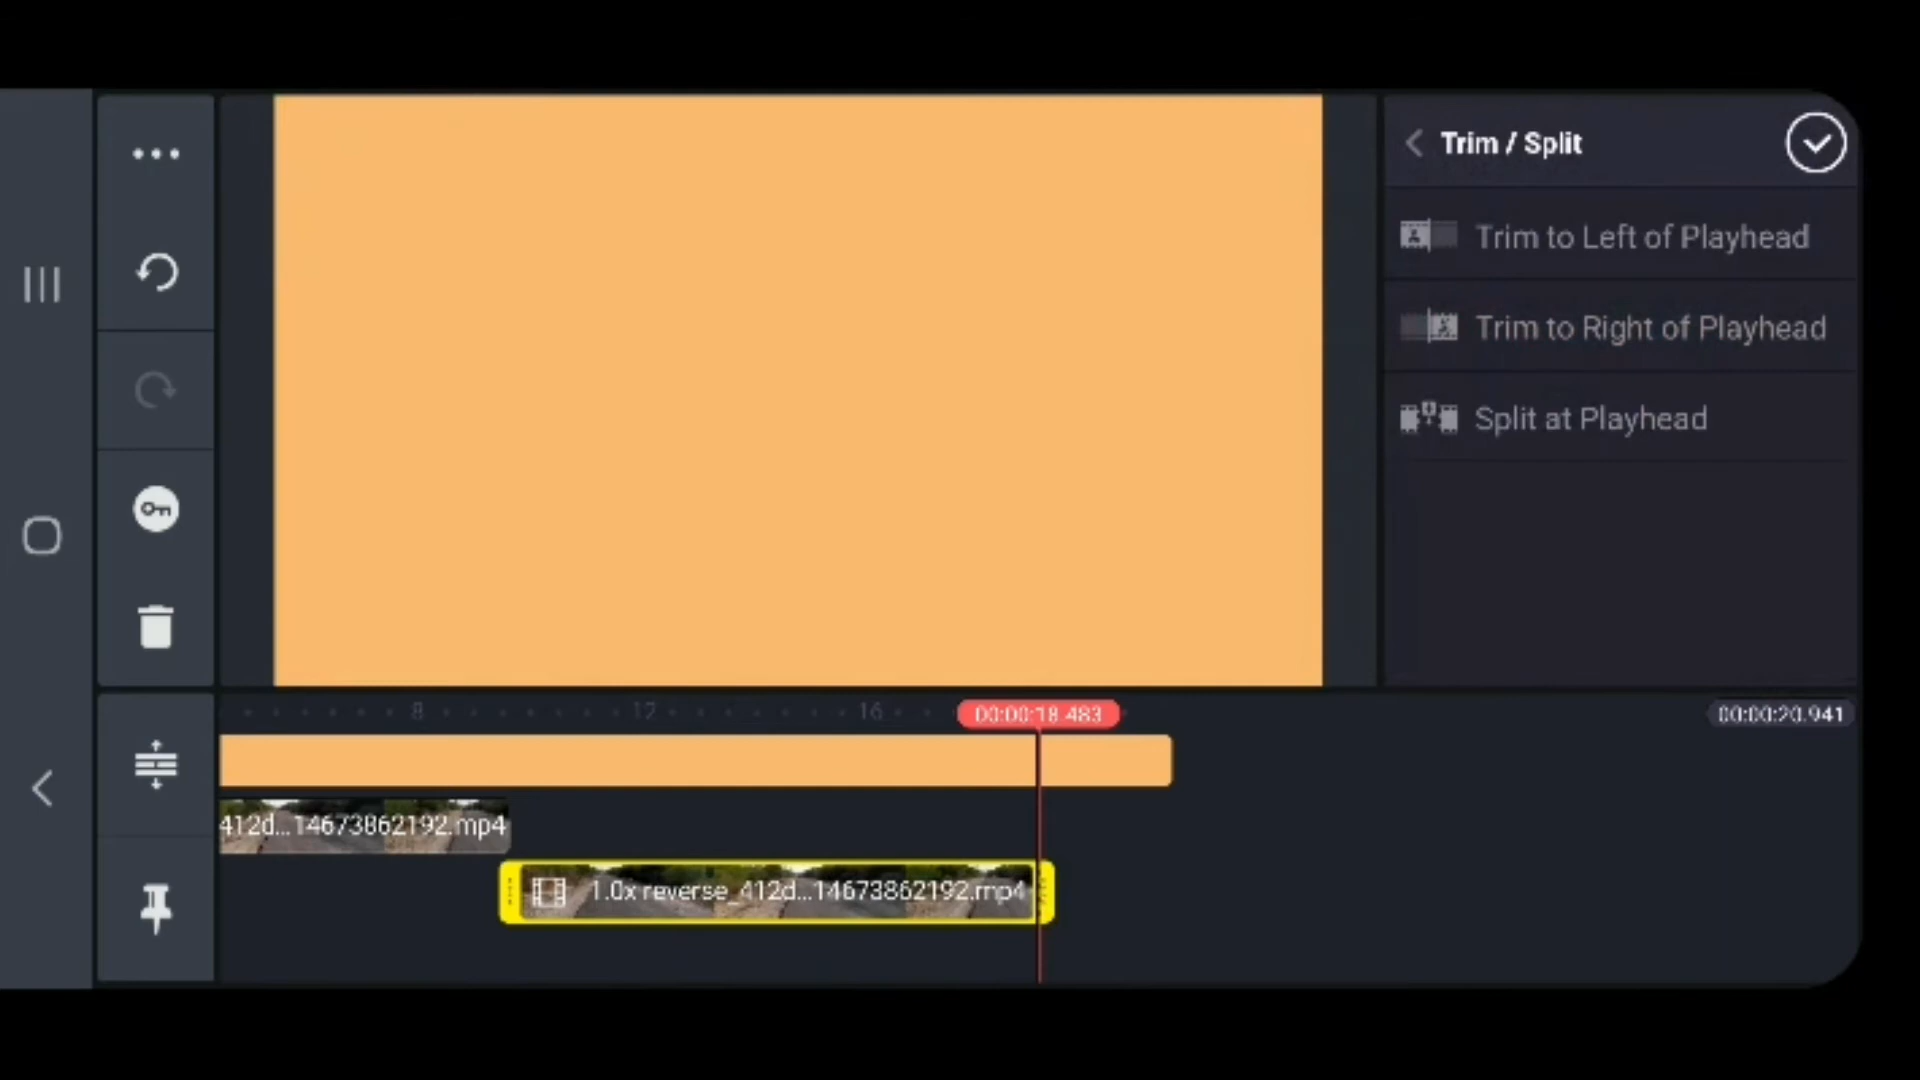 Trim / Split
Trim to Left of Playhead
Trim to Right of Playhead
Split at Playhead
8
12
16
00:00:18.483
00:00:20.941
412d...14673862192.mp4
1.0x reverse_412d...14673862192.mp4